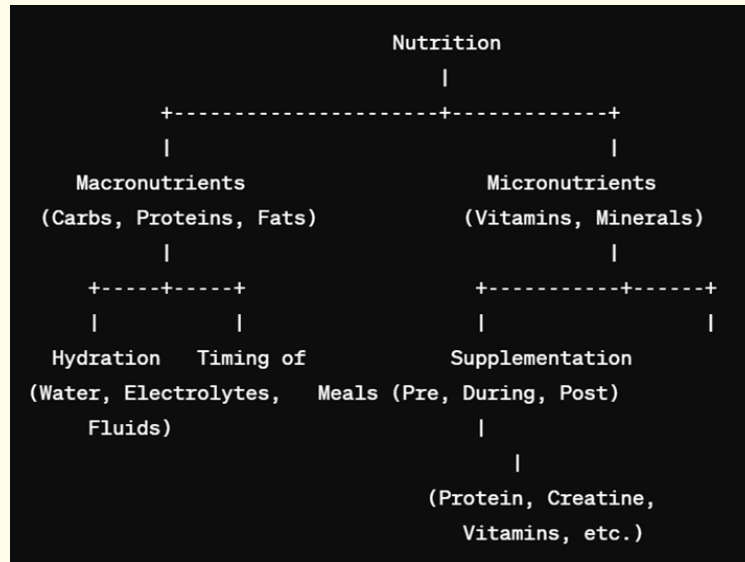 Nutrition
|
+----------------------+-------------+
| |
Macronutrients Micronutrients
(Carbs, Proteins, Fats) (Vitamins, Minerals)
| |
+-----+-----+ +-----------+------+
| | | |
Hydration Timing of Supplementation
(Water, Electrolytes, Meals (Pre, During, Post)
Fluids) |
|
(Protein, Creatine,
Vitamins, etc.)